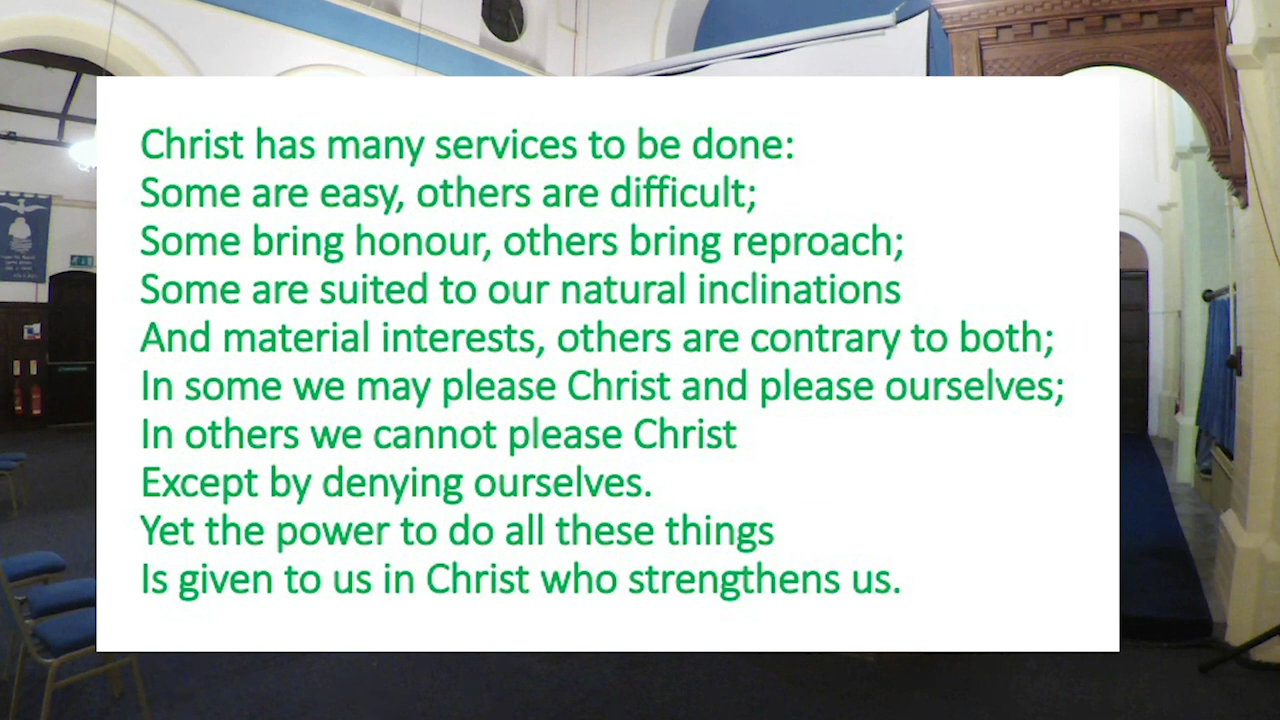 Christ has many services to be done:
Some are easy, others are difficult;
Some bring honour, others bring reproach;
Some are suited to our natural inclinations
And material interests, others are contrary to both;
In some we may please Christ and please ourselves;
In others we cannot please Christ
Except by denying ourselves.
Yet the power to do all these things
Is given to us in Christ who strengthens us.